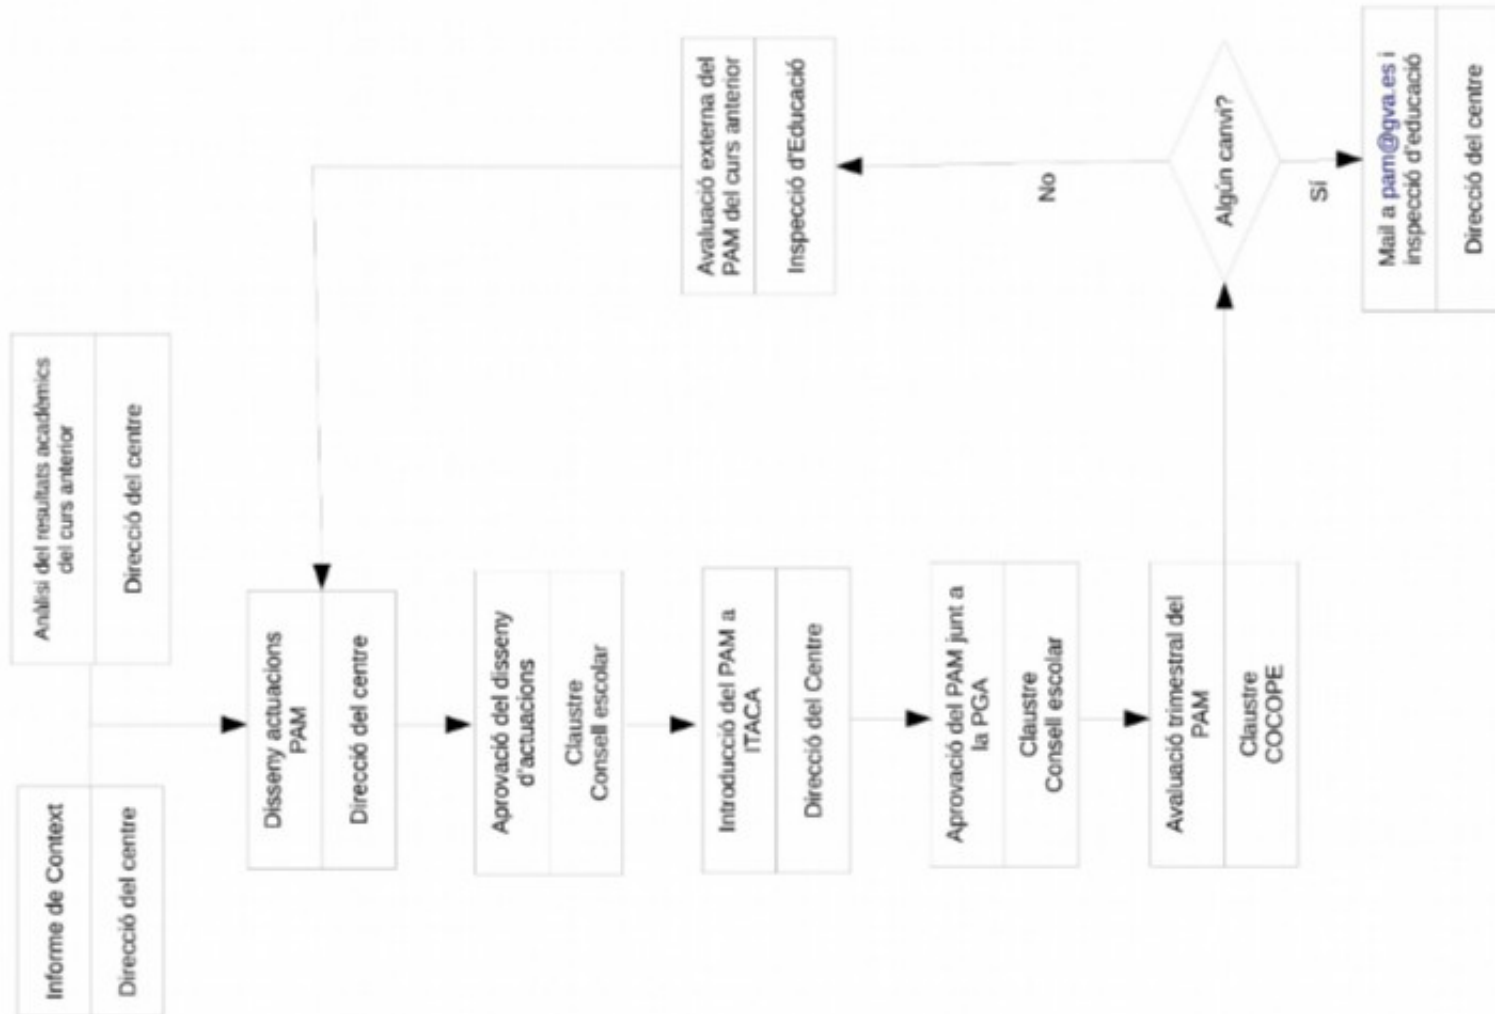 Informe de Context
Direcció del centre
Anàlisi del resultats acadèmics
del curs anterior
Direcció del centre
Disseny actuacions
PAM
Direcció del centre
Aprovació del disseny
d'actuacions
Claustre
Consell escolar
Introducció del PAM a
ITACA
Direcció del Centre
Aprovació del PAM junt a
la PGA
Claustre
Consell escolar
Avaluació trimestral del
PAM
Claustre
COCOPE
Algún canvi?
No
Sí
Avaluació externa del
PAM del curs anterior
Inspecció d'Educació
Mail a pam@gva.es i
inspecció d'educació
Direcció del centre